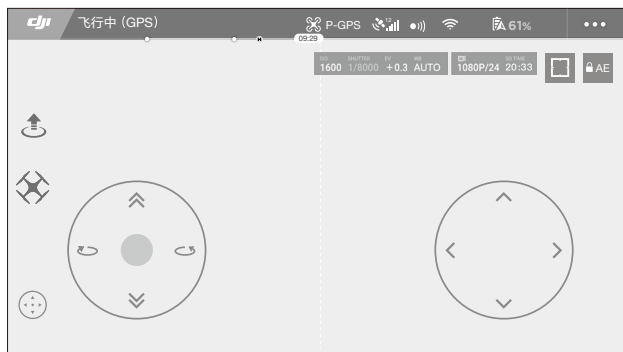 dji 飞行中 (GPS) P-GPS 12 61%
09:29
ISO SHUTTER EV WB SD TIME
1600 1/8000 +0.3 AUTO 1080P/24 20:33 AE